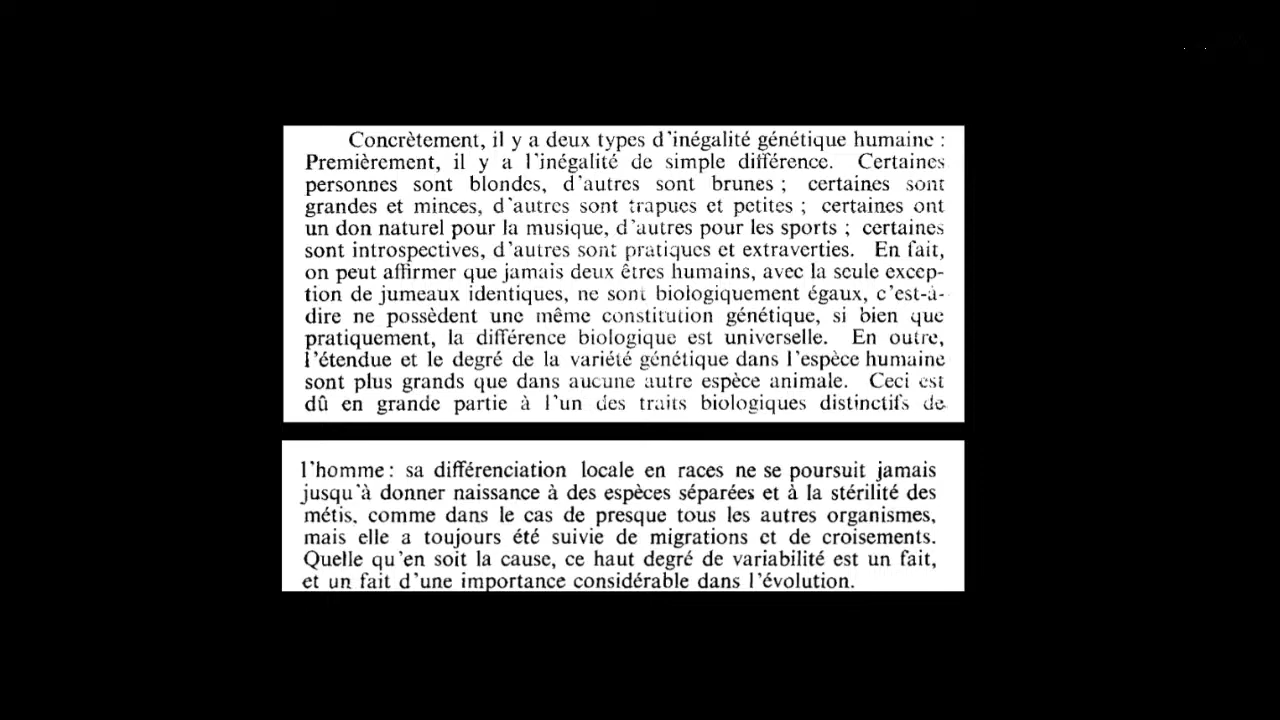 Concrètement, il y a deux types d'inégalité génétique humaine :
Premièrement, il y a l'inégalité de simple différence. Certaines
personnes sont blondes, d'autres sont brunes ; certaines sont
grandes et minces, d'autres sont trapues et petites ; certaines ont
un don naturel pour la musique, d'autres pour les sports ; certaines
sont introspectives, d'autres sont pratiques et extraverties. En fait,
on peut affirmer que jamais deux êtres humains, avec la seule excep-
tion de jumeaux identiques, ne sont biologiquement égaux, c'est-à-
dire ne possèdent une même constitution génétique, si bien que
pratiquement, la différence biologique est universelle. En outre,
l'étendue et le degré de la variété génétique dans l'espèce humaine
sont plus grands que dans aucune autre espèce animale. Ceci est
dû en grande partie à l'un des traits biologiques distinctifs de
l'homme : sa différenciation locale en races ne se poursuit jamais
jusqu'à donner naissance à des espèces séparées et à la stérilité des
métis, comme dans le cas de presque tous les autres organismes,
mais elle a toujours été suivie de migrations et de croisements.
Quelle qu'en soit la cause, ce haut degré de variabilité est un fait,
et un fait d'une importance considérable dans l'évolution.